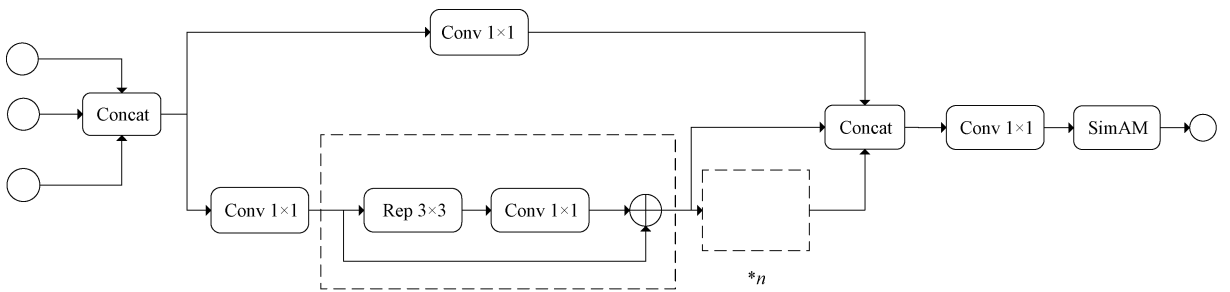 Conv 1×1
Concat
Concat
Conv 1×1
SimAM
Conv 1×1
Rep 3×3
Conv 1×1
*n